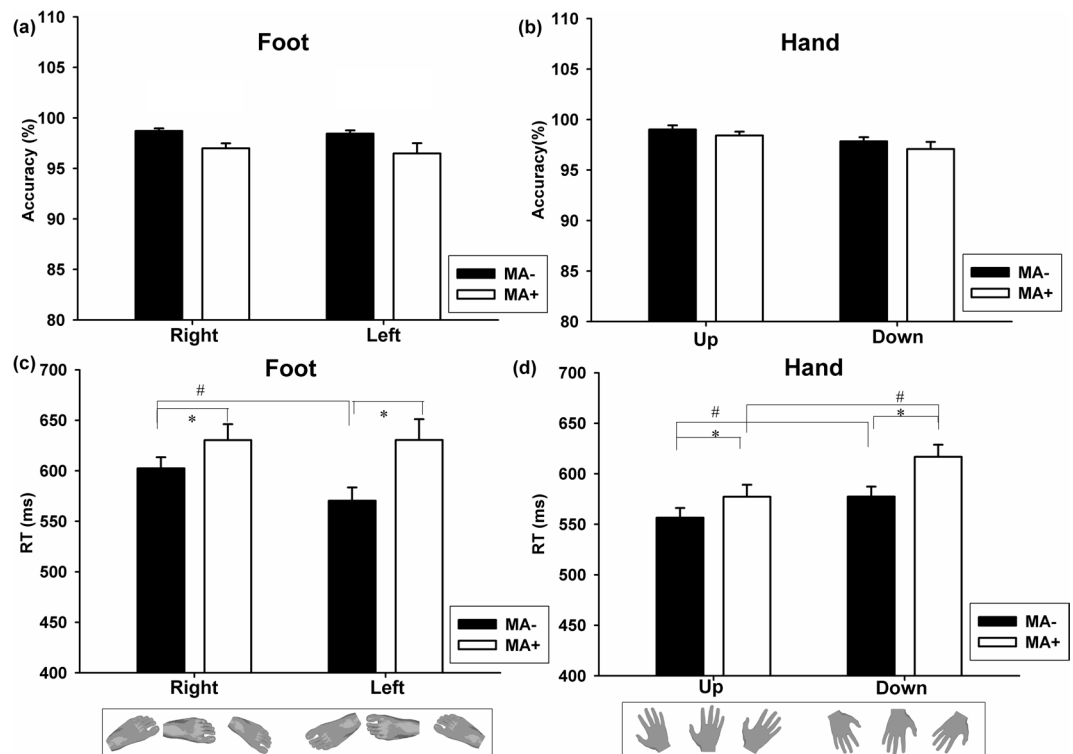 (a)
Foot
Accuracy (%)
110
105
100
95
90
85
80
Right
Left
MA-
MA+
(b)
Hand
Accuracy(%)
110
105
100
95
90
85
80
Up
Down
MA-
MA+
(c)
Foot
RT (ms)
700
650
600
550
500
450
400
#
*
*
Right
Left
MA-
MA+
(d)
Hand
RT (ms)
700
650
600
550
500
450
400
#
#
*
*
Up
Down
MA-
MA+